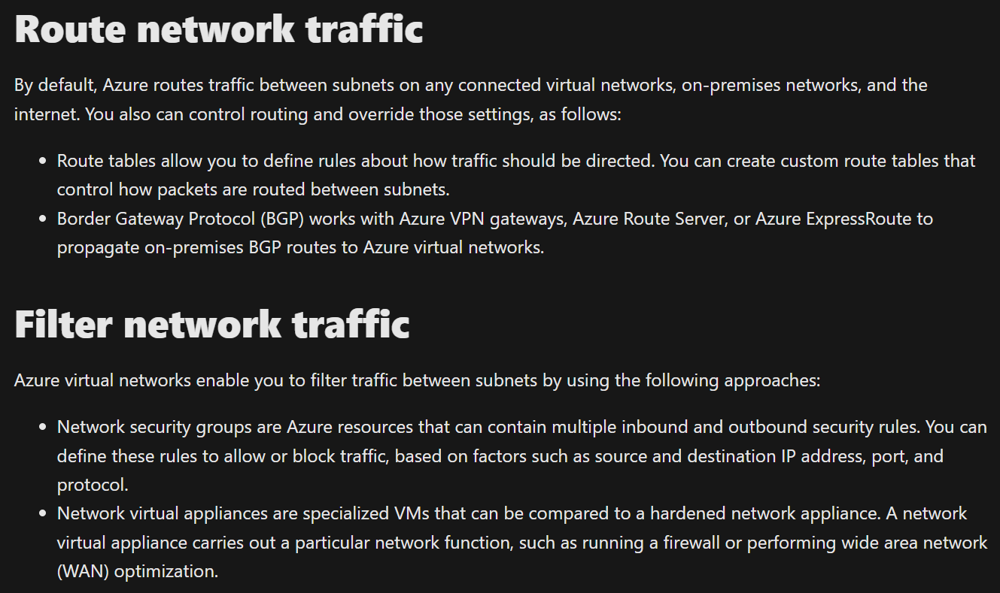 Route network traffic
By default, Azure routes traffic between subnets on any connected virtual networks, on-premises networks, and the
internet. You also can control routing and override those settings, as follows:
• Route tables allow you to define rules about how traffic should be directed. You can create custom route tables that
control how packets are routed between subnets.
• Border Gateway Protocol (BGP) works with Azure VPN gateways, Azure Route Server, or Azure ExpressRoute to
propagate on-premises BGP routes to Azure virtual networks.
Filter network traffic
Azure virtual networks enable you to filter traffic between subnets by using the following approaches:
• Network security groups are Azure resources that can contain multiple inbound and outbound security rules. You can
define these rules to allow or block traffic, based on factors such as source and destination IP address, port, and
protocol.
• Network virtual appliances are specialized VMs that can be compared to a hardened network appliance. A network
virtual appliance carries out a particular network function, such as running a firewall or performing wide area network
(WAN) optimization.